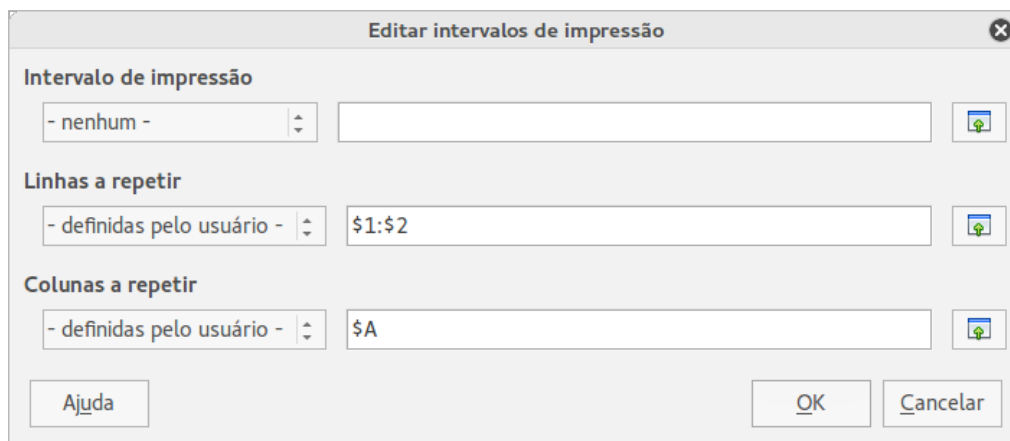 Editar intervalos de impressão
Intervalo de impressão
- nenhum -
Linhas a repetir
- definidas pelo usuário - $1:$2
Colunas a repetir
- definidas pelo usuário - $A
Ajuda OK Cancelar